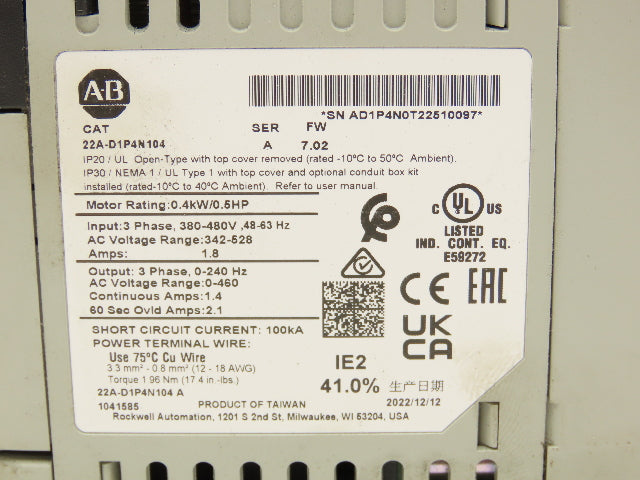 A-B
*SN AD1P4N0T22510097*
CAT SER FW
22A-D1P4N104 A 7.02
IP20 / UL Open-Type with top cover removed (rated -10°C to 50°C Ambient).
IP30 / NEMA 1 / UL Type 1 with top cover and optional conduit box kit
installed (rated-10°C to 40°C Ambient). Refer to user manual.
Motor Rating:0.4kW/0.5HP
Input:3 Phase, 380-480V ,48-63 Hz
AC Voltage Range:342-528
Amps: 1.8
Output: 3 Phase, 0-240 Hz
AC Voltage Range:0-460
Continuous Amps:1.4
60 Sec Ovld Amps:2.1
C UL US
LISTED
IND. CONT. EQ.
E59272
CE EAC
UK
CA
SHORT CIRCUIT CURRENT: 100kA
POWER TERMINAL WIRE:
Use 75°C Cu Wire
3.3 mm² - 0.8 mm² (12 - 18 AWG)
Torque 1.96 Nm (17.4 in.-lbs.)
IE2
41.0% 生产日期
22A-D1P4N104 A
2022/12/12
1041585 PRODUCT OF TAIWAN
Rockwell Automation, 1201 S 2nd St, Milwaukee, WI 53204, USA